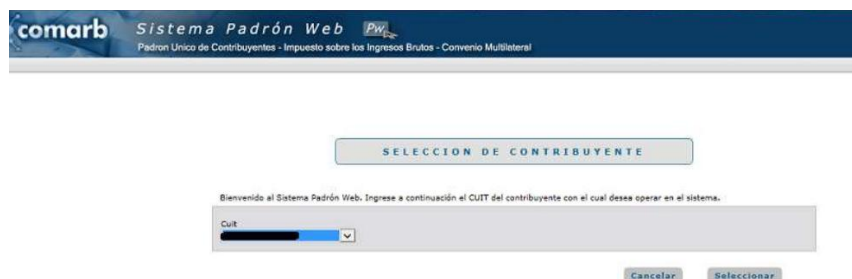 comarb Sistema Padrón Web Pw
Padron Unico de Contribuyentes - Impuesto sobre los Ingresos Brutos - Convenio Multilateral
SELECCION DE CONTRIBUYENTE
Bienvenido al Sistema Padrón Web. Ingrese a continuación el CUIT del contribuyente con el cual desea operar en el sistema.
Cuit
Cancelar Seleccionar